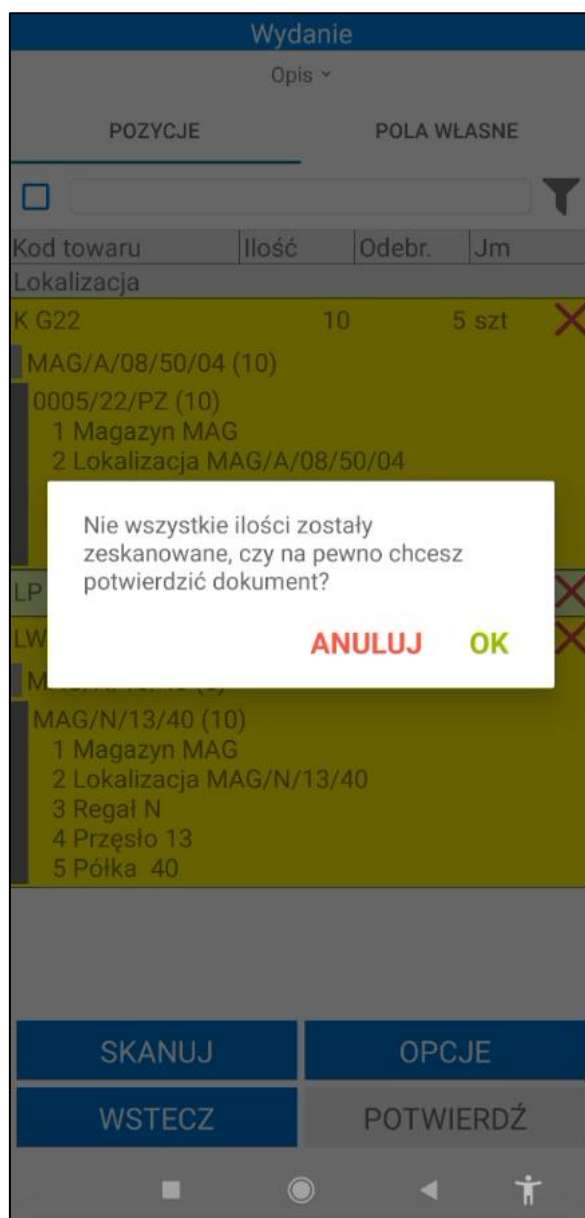 Wydanie
Opis
POZYCJE POLA WŁASNE
Kod towaru Ilość Odebr. Jm
Lokalizacja
K G22 10 5 szt
MAG/A/08/50/04 (10)
0005/22/PZ (10)
1 Magazyn MAG
2 Lokalizacja MAG/A/08/50/04
Nie wszystkie ilości zostały
zeskanowane, czy na pewno chcesz
potwierdzić dokument?
ANULUJ OK
LP
LW
MAG/N/13/40 (10)
1 Magazyn MAG
2 Lokalizacja MAG/N/13/40
3 Regał N
4 Przęsło 13
5 Półka 40
SKANUJ OPCJE
WSTECZ POTWIERDŹ